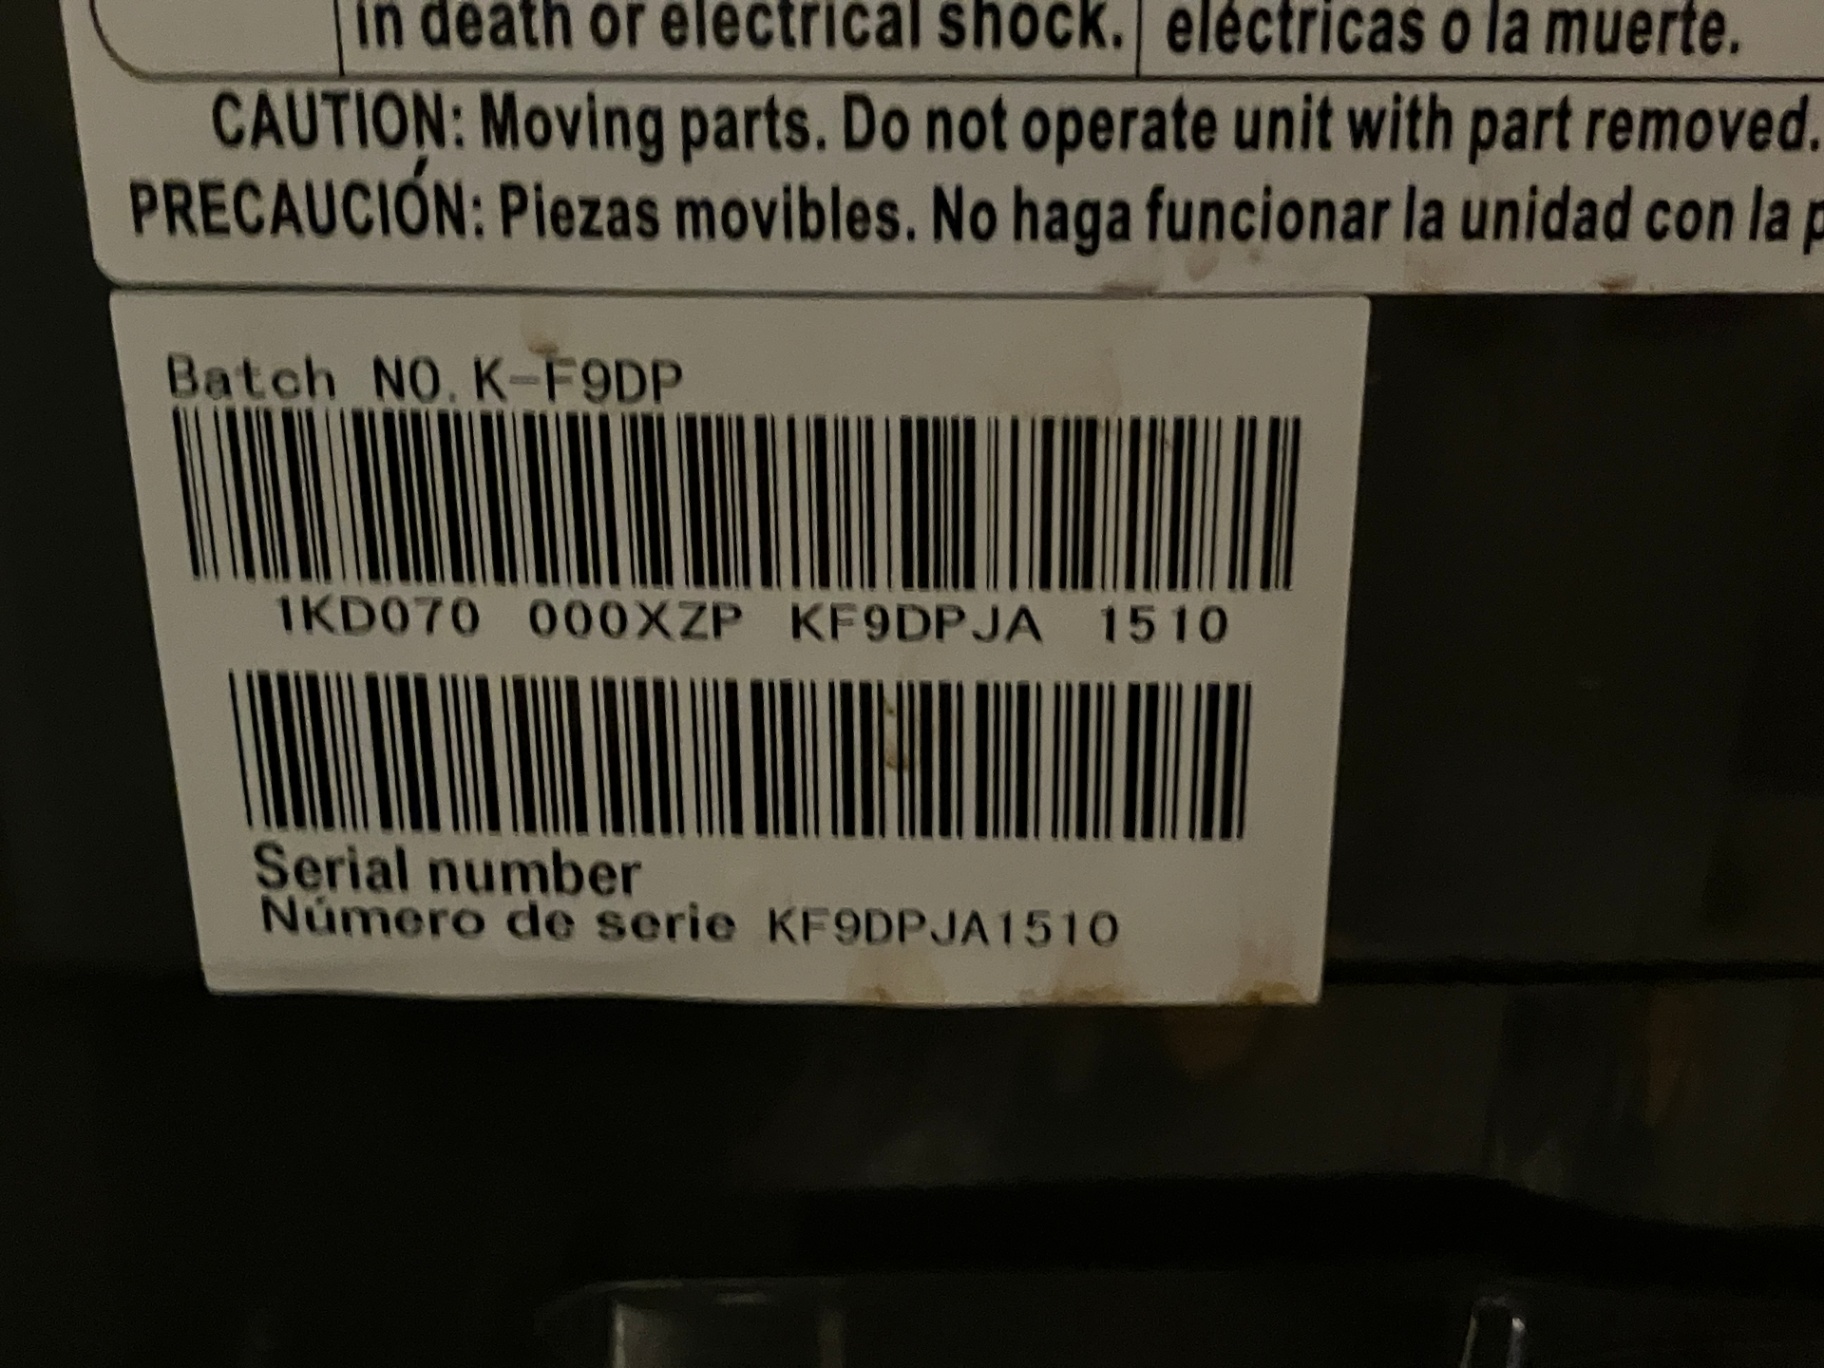 in death or electrical shock.
eléctricas o la muerte.
CAUTION: Moving parts. Do not operate unit with part removed.
PRECAUCIÓN: Piezas movibles. No haga funcionar la unidad con la
Batch NO. K-F9DP
1KD070 000XZP KF9DPJA 1510
Serial number
Número de serie KF9DPJA1510